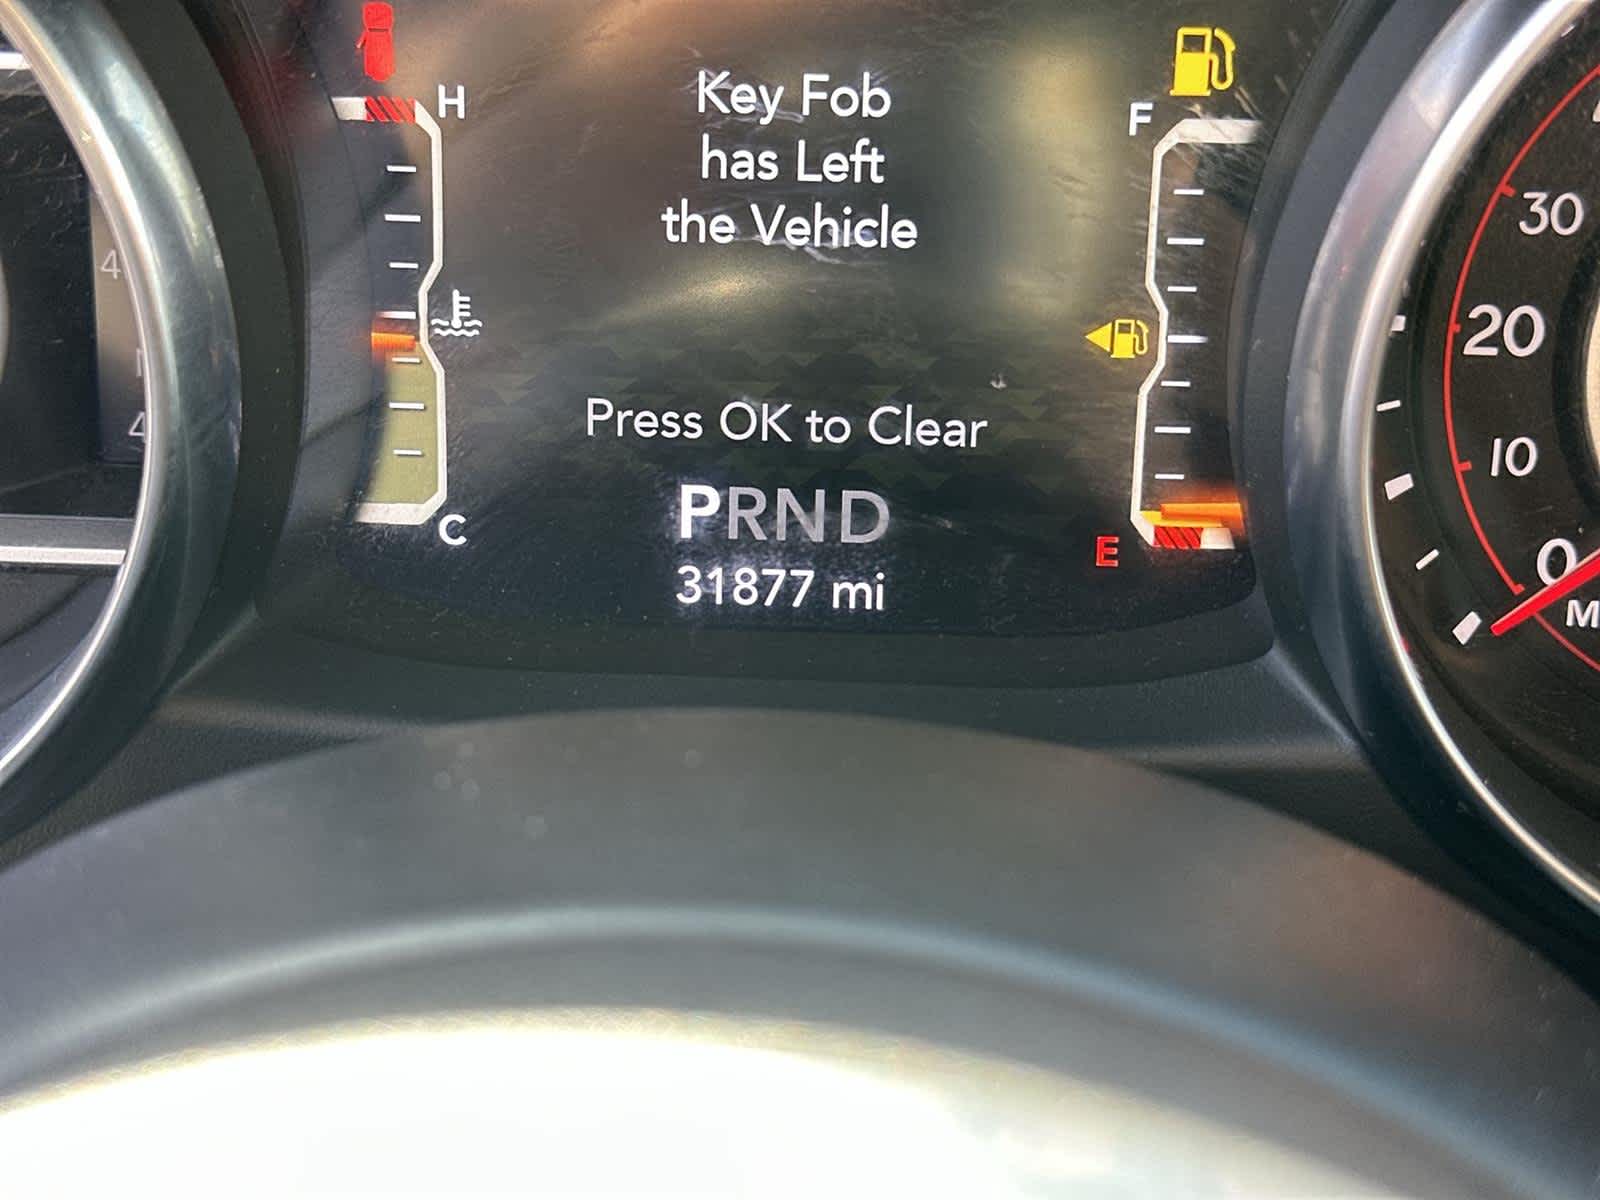 H
F
Key Fob
has Left
the Vehicle
Press OK to Clear
PRND
31877 mi
C
E
30
20
10
0